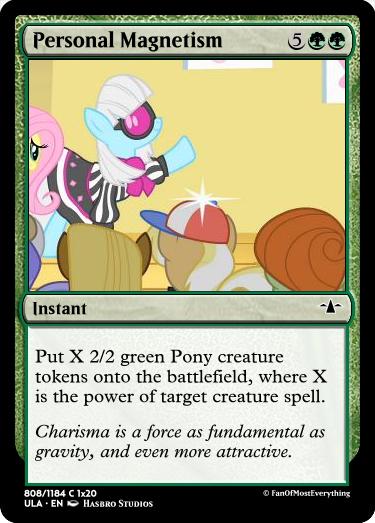 Personal Magnetism 5
Instant
Put X 2/2 green Pony creature
tokens onto the battlefield, where X
is the power of target creature spell.
Charisma is a force as fundamental as
gravity, and even more attractive.
808/1184 C 1x20
ULA · EN Hasbro Studios © FanOfMostEverything